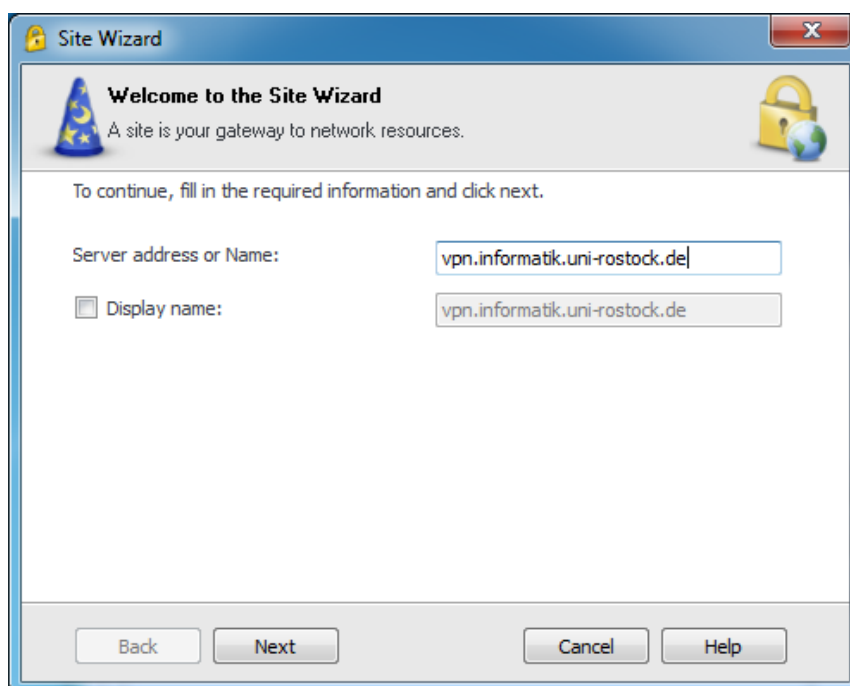 Site Wizard
Welcome to the Site Wizard
A site is your gateway to network resources.
To continue, fill in the required information and click next.
Server address or Name: vpn.informatik.uni-rostock.de
Display name: vpn.informatik.uni-rostock.de
Back Next Cancel Help